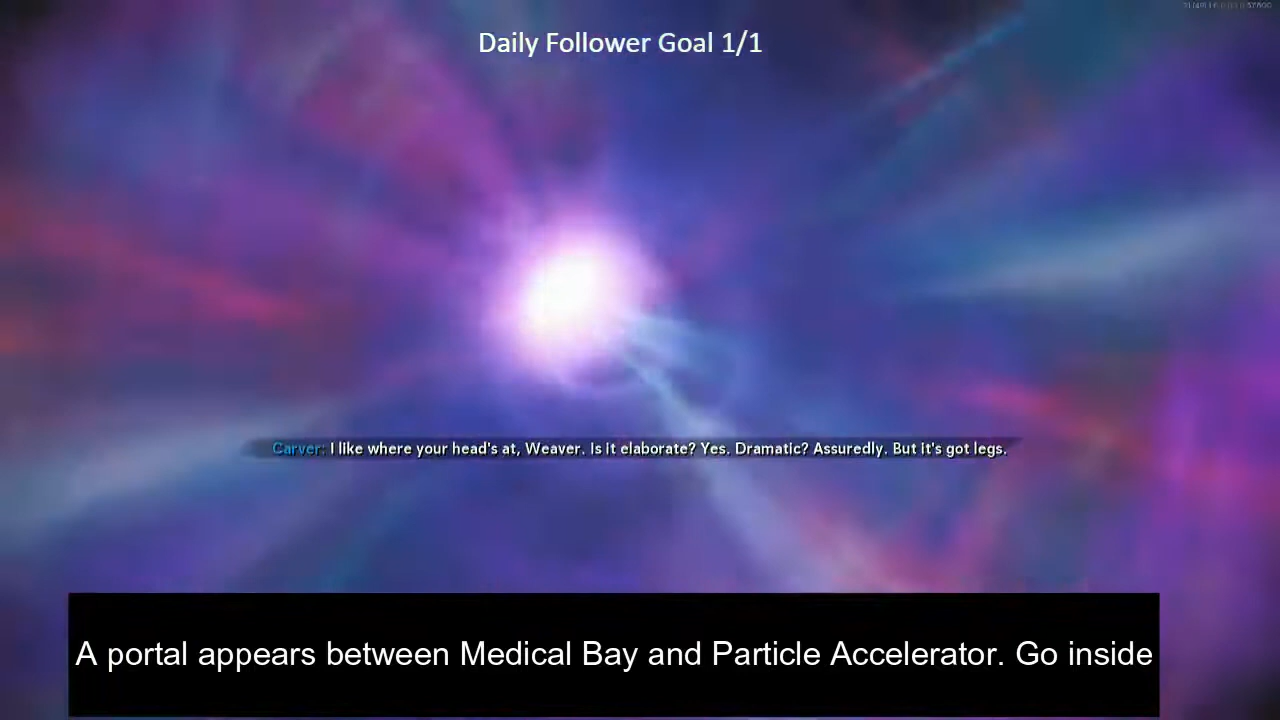 Daily Follower Goal 1/1
Carver: I like where your head's at, Weaver. Is it elaborate? Yes. Dramatic? Assuredly. But it's got legs.
A portal appears between Medical Bay and Particle Accelerator. Go inside